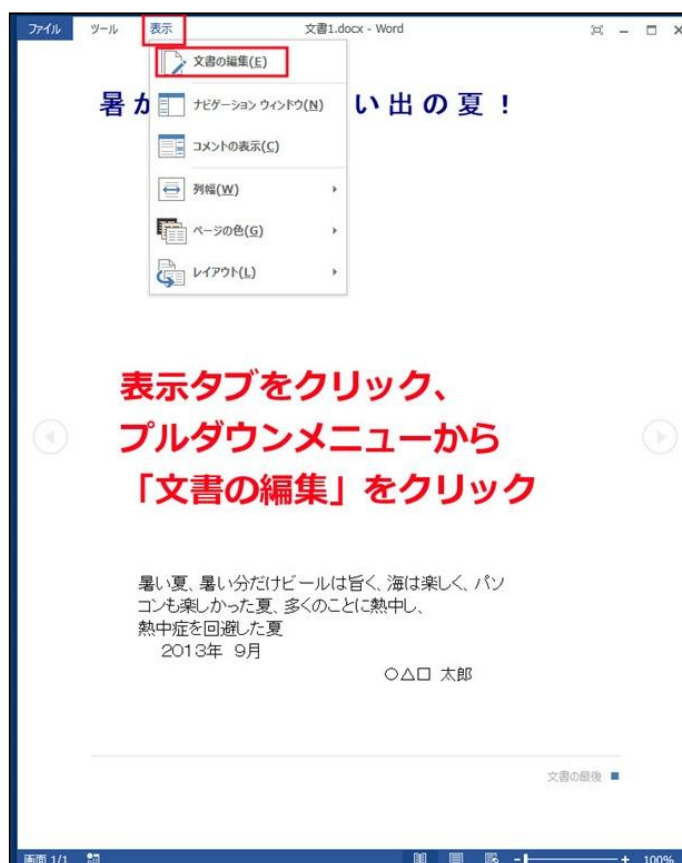 ファイル ツール 表示 文書1.docx - Word
文書の編集(E)
暑か い出の夏！
ナビゲーション ウィンドウ(N)
コメントの表示(C)
列幅(W)
ページの色(G)
レイアウト(L)
表示タブをクリック、
プルダウンメニューから
「文書の編集」をクリック
暑い夏、暑い分だけビールは旨く、海は楽しく、パソ
コンも楽しかった夏、多くのことに熱中し、
熱中症を回避した夏
2013年 9月
○△口 太郎
文書の最後 ■
画面 1/1 100%